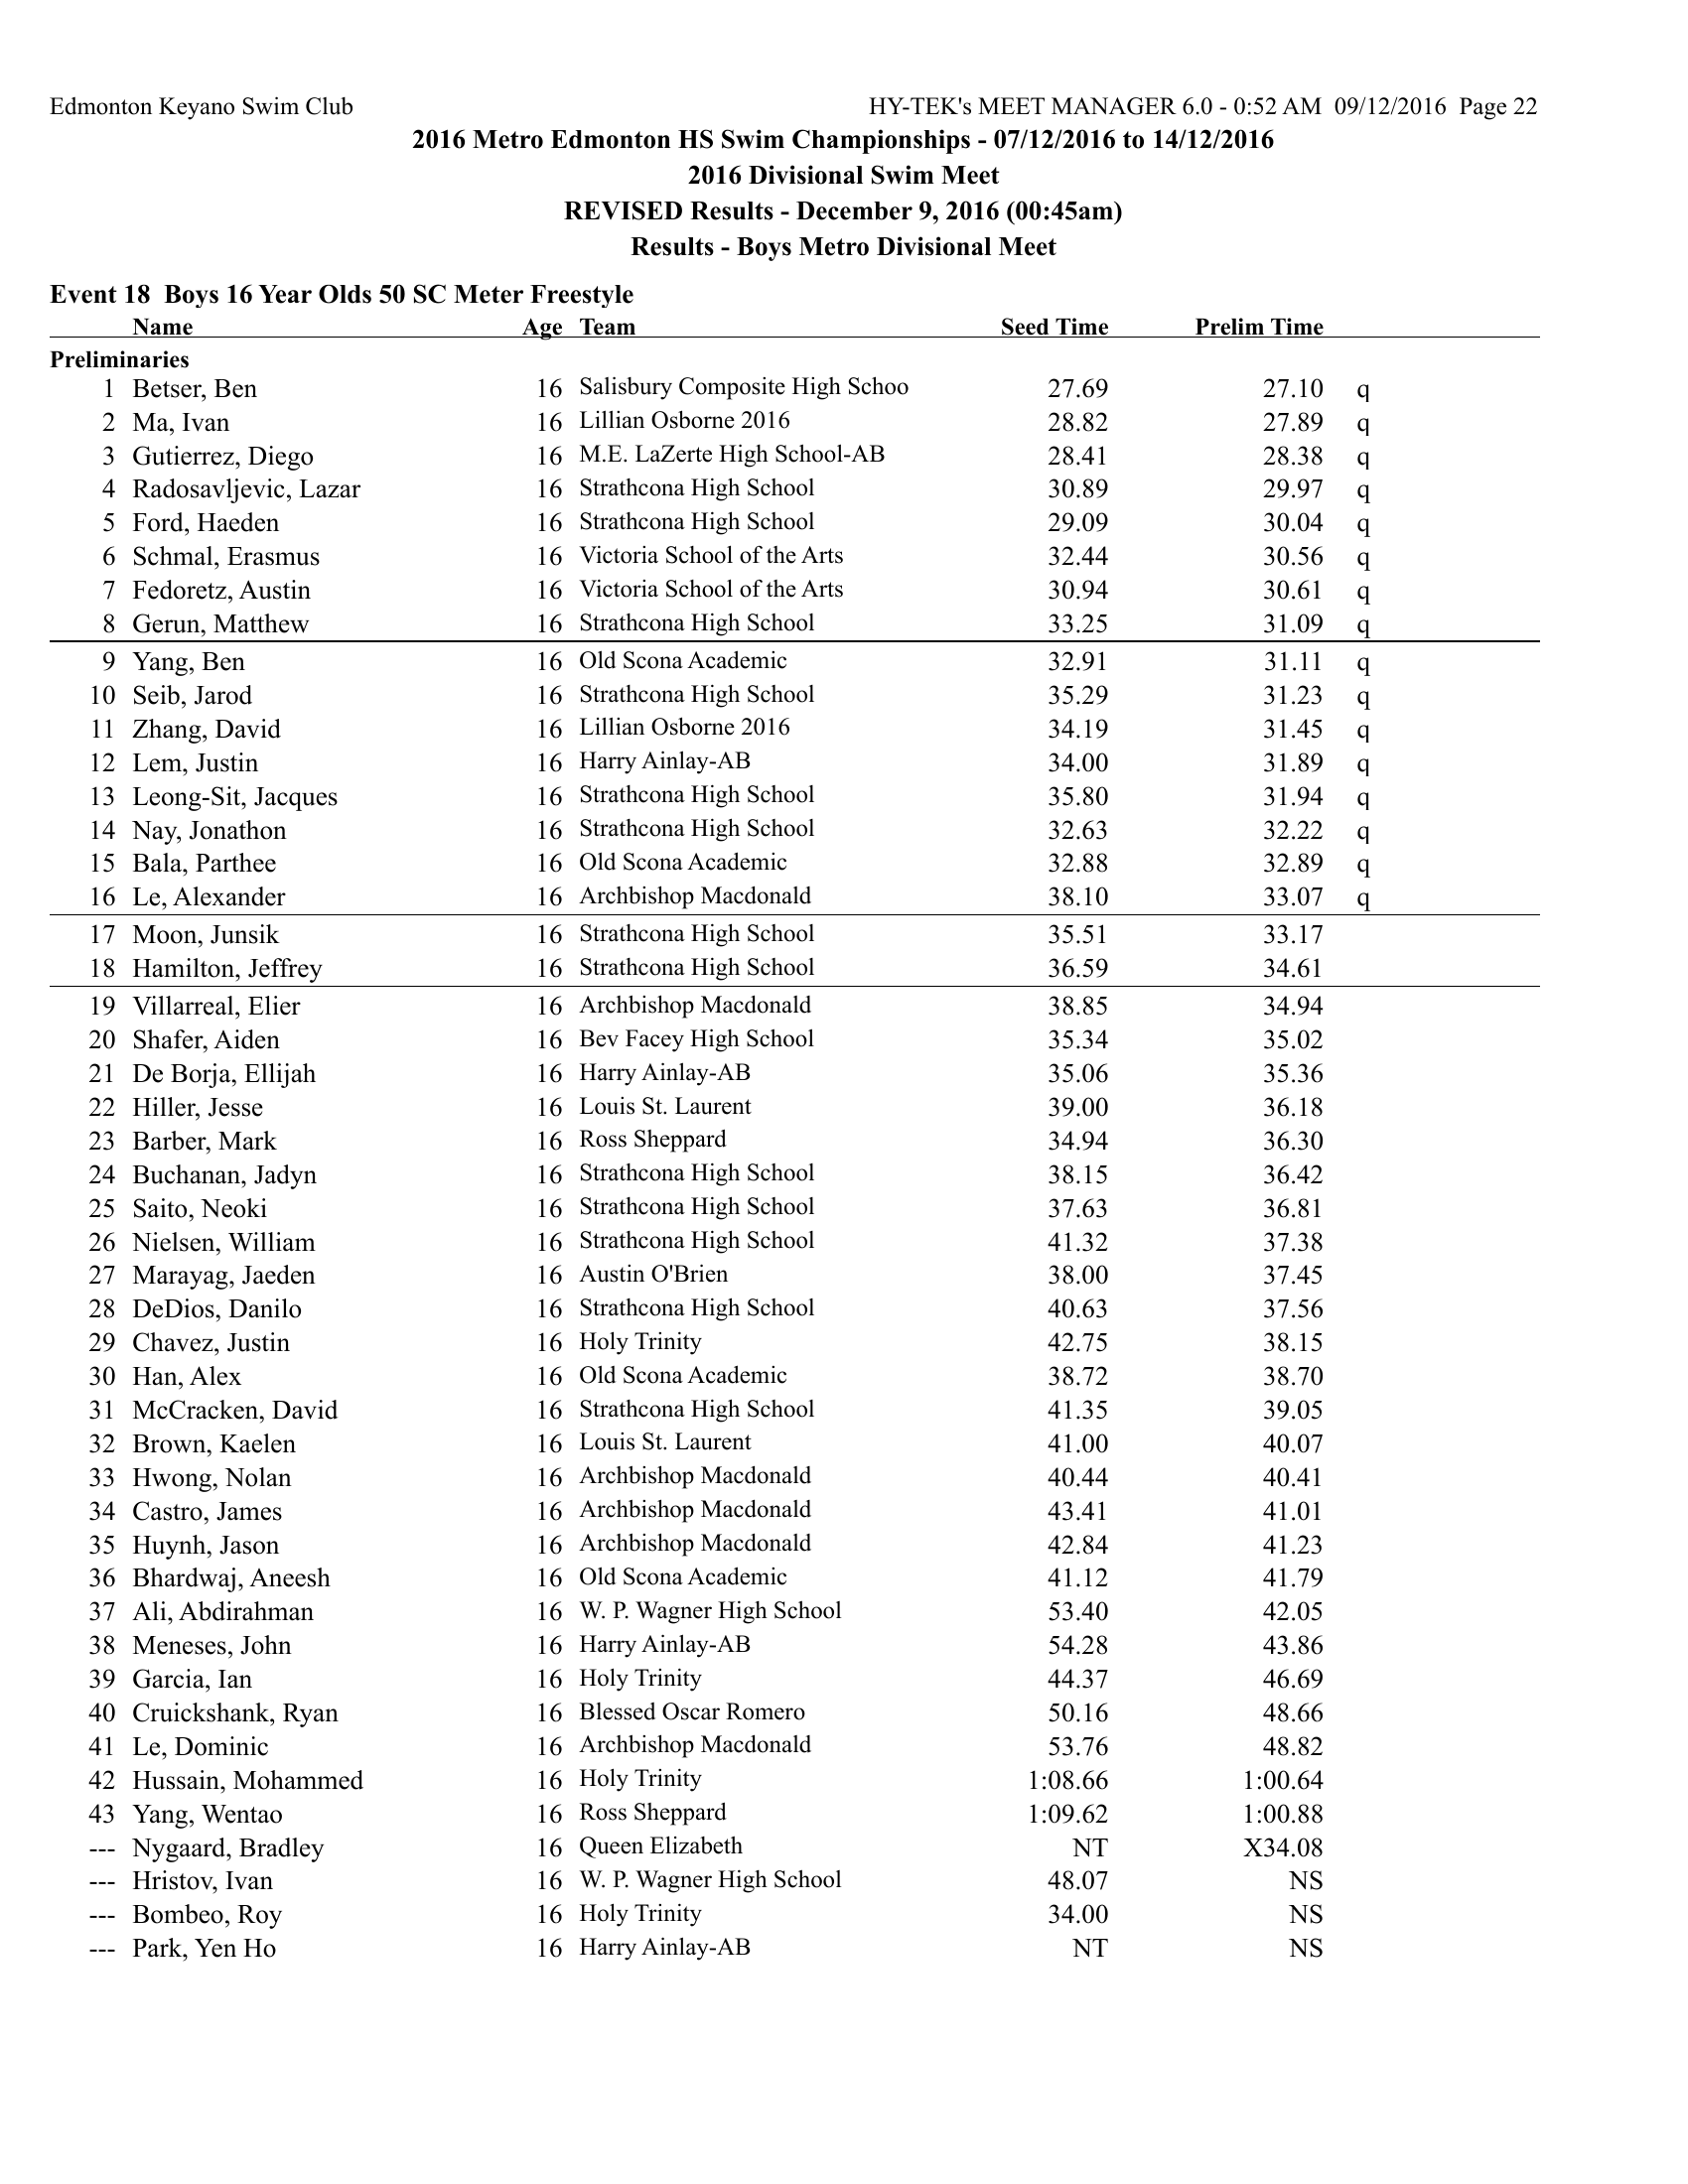 Edmonton Keyano Swim Club HY-TEK's MEET MANAGER 6.0 - 0:52 AM 09/12/2016 Page 22
2016 Metro Edmonton HS Swim Championships - 07/12/2016 to 14/12/2016
2016 Divisional Swim Meet
REVISED Results - December 9, 2016 (00:45am)
Results - Boys Metro Divisional Meet
Event 18 Boys 16 Year Olds 50 SC Meter Freestyle
Name Age Team Seed Time Prelim Time
Preliminaries
1 Betser, Ben 16 Salisbury Composite High Schoo 27.69 27.10 q
2 Ma, Ivan 16 Lillian Osborne 2016 28.82 27.89 q
3 Gutierrez, Diego 16 M.E. LaZerte High School-AB 28.41 28.38 q
4 Radosavljevic, Lazar 16 Strathcona High School 30.89 29.97 q
5 Ford, Haeden 16 Strathcona High School 29.09 30.04 q
6 Schmal, Erasmus 16 Victoria School of the Arts 32.44 30.56 q
7 Fedoretz, Austin 16 Victoria School of the Arts 30.94 30.61 q
8 Gerun, Matthew 16 Strathcona High School 33.25 31.09 q
9 Yang, Ben 16 Old Scona Academic 32.91 31.11 q
10 Seib, Jarod 16 Strathcona High School 35.29 31.23 q
11 Zhang, David 16 Lillian Osborne 2016 34.19 31.45 q
12 Lem, Justin 16 Harry Ainlay-AB 34.00 31.89 q
13 Leong-Sit, Jacques 16 Strathcona High School 35.80 31.94 q
14 Nay, Jonathon 16 Strathcona High School 32.63 32.22 q
15 Bala, Parthee 16 Old Scona Academic 32.88 32.89 q
16 Le, Alexander 16 Archbishop Macdonald 38.10 33.07 q
17 Moon, Junsik 16 Strathcona High School 35.51 33.17
18 Hamilton, Jeffrey 16 Strathcona High School 36.59 34.61
19 Villarreal, Elier 16 Archbishop Macdonald 38.85 34.94
20 Shafer, Aiden 16 Bev Facey High School 35.34 35.02
21 De Borja, Ellijah 16 Harry Ainlay-AB 35.06 35.36
22 Hiller, Jesse 16 Louis St. Laurent 39.00 36.18
23 Barber, Mark 16 Ross Sheppard 34.94 36.30
24 Buchanan, Jadyn 16 Strathcona High School 38.15 36.42
25 Saito, Neoki 16 Strathcona High School 37.63 36.81
26 Nielsen, William 16 Strathcona High School 41.32 37.38
27 Marayag, Jaeden 16 Austin O'Brien 38.00 37.45
28 DeDios, Danilo 16 Strathcona High School 40.63 37.56
29 Chavez, Justin 16 Holy Trinity 42.75 38.15
30 Han, Alex 16 Old Scona Academic 38.72 38.70
31 McCracken, David 16 Strathcona High School 41.35 39.05
32 Brown, Kaelen 16 Louis St. Laurent 41.00 40.07
33 Hwong, Nolan 16 Archbishop Macdonald 40.44 40.41
34 Castro, James 16 Archbishop Macdonald 43.41 41.01
35 Huynh, Jason 16 Archbishop Macdonald 42.84 41.23
36 Bhardwaj, Aneesh 16 Old Scona Academic 41.12 41.79
37 Ali, Abdirahman 16 W. P. Wagner High School 53.40 42.05
38 Meneses, John 16 Harry Ainlay-AB 54.28 43.86
39 Garcia, Ian 16 Holy Trinity 44.37 46.69
40 Cruickshank, Ryan 16 Blessed Oscar Romero 50.16 48.66
41 Le, Dominic 16 Archbishop Macdonald 53.76 48.82
42 Hussain, Mohammed 16 Holy Trinity 1:08.66 1:00.64
43 Yang, Wentao 16 Ross Sheppard 1:09.62 1:00.88
--- Nygaard, Bradley 16 Queen Elizabeth NT X34.08
--- Hristov, Ivan 16 W. P. Wagner High School 48.07 NS
--- Bombeo, Roy 16 Holy Trinity 34.00 NS
--- Park, Yen Ho 16 Harry Ainlay-AB NT NS